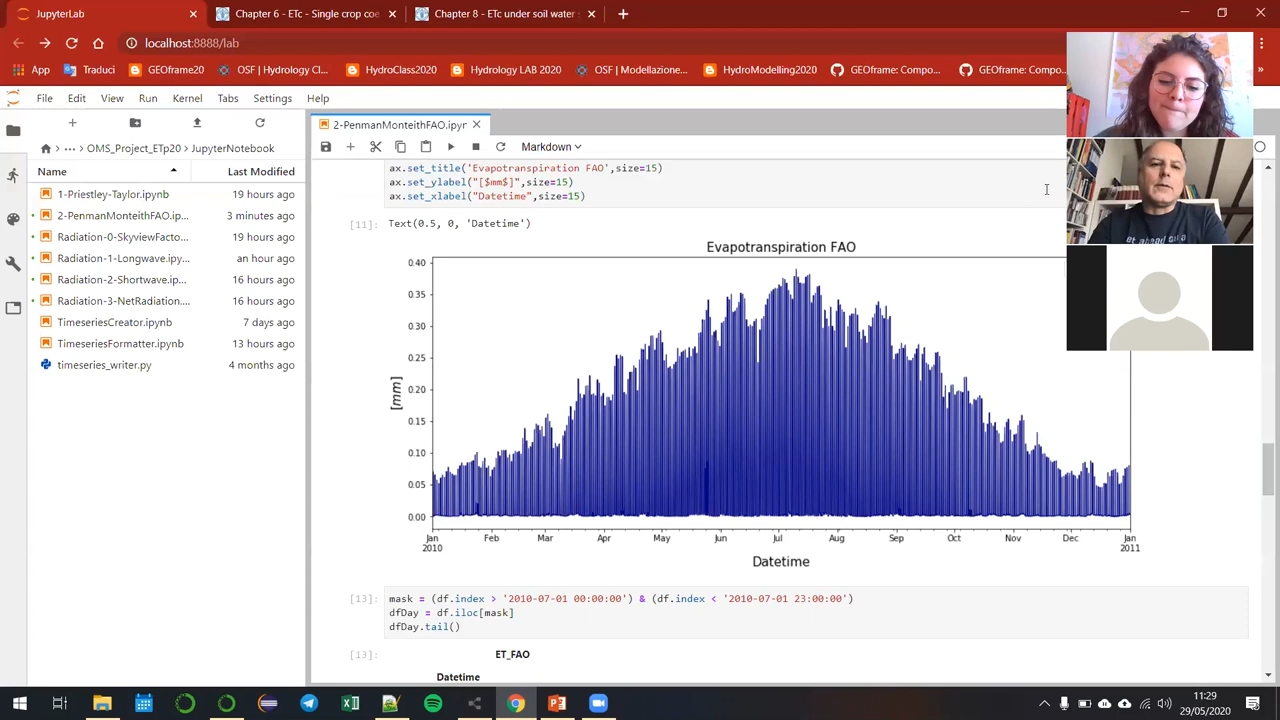 JupyterLab
Chapter 6 - ETc - Single crop coe
Chapter 8 - ETc under soil water
localhost:8888/lab
App
Traduci
GEOframe20
OSF | Hydrology Cl...
HydroClass2020
Hydrology LAB 2020
OSF | Modellazione...
HydroModelling2020
GEOframe: Compo...
GEOframe: Compo...
»
File
Edit
View
Run
Kernel
Tabs
Settings
Help
2-PenmanMonteithFAO.ipyn
Markdown
... OMS_Project_ETp20 > JupyterNotebook
Name
Last Modified
1-Priestley-Taylor.ipynb
19 hours ago
2-PenmanMonteithFAO.ip...
3 minutes ago
Radiation-0-SkyviewFacto...
19 hours ago
Radiation-1-Longwave.ipy...
an hour ago
Radiation-2-Shortwave.ip...
16 hours ago
Radiation-3-NetRadiation....
16 hours ago
TimeseriesCreator.ipynb
7 days ago
TimeseriesFormatter.ipynb
13 hours ago
timeseries_writer.py
4 months ago
ax.set_title('Evapotranspiration FAO',size=15)
ax.set_ylabel("[$mm$]",size=15)
ax.set_xlabel("Datetime",size=15)
[11]:
Text(0.5, 0, 'Datetime')
Evapotranspiration FAO
0.40
0.35
0.30
0.25
0.20
0.15
0.10
0.05
0.00
[mm]
Jan
2010
Feb
Mar
Apr
May
Jun
Jul
Aug
Sep
Oct
Nov
Dec
Jan
2011
Datetime
[13]:
mask = (df.index > '2010-07-01 00:00:00') & (df.index < '2010-07-01 23:00:00')
dfDay = df.iloc[mask]
dfDay.tail()
[13]:
ET_FAO
Datetime
11:29
29/05/2020